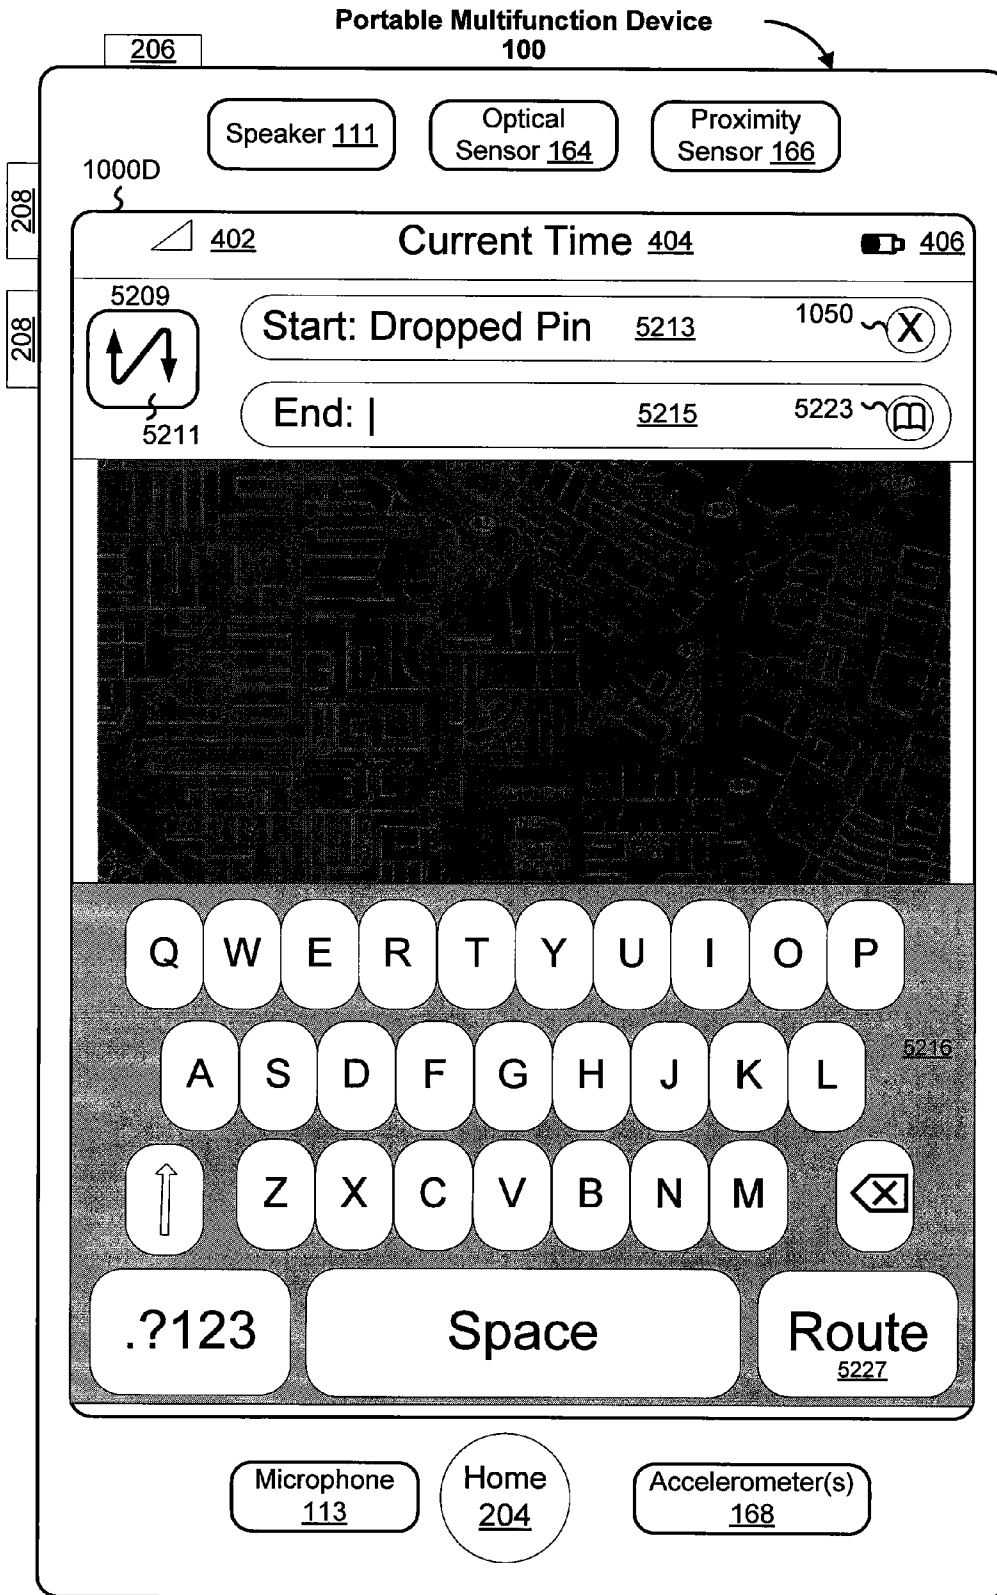 Portable Multifunction Device
100
206
Speaker 111
Optical
Sensor 164
Proximity
Sensor 166
1000D
208
208
402
Current Time 404
406
5209
5211
Start: Dropped Pin 5213
1050
X
End: | 5215
5223
Q W E R T Y U I O P
A S D F G H J K L
5216
Z X C V B N M
.?123
Space
Route
5227
Microphone
113
Home
204
Accelerometer(s)
168